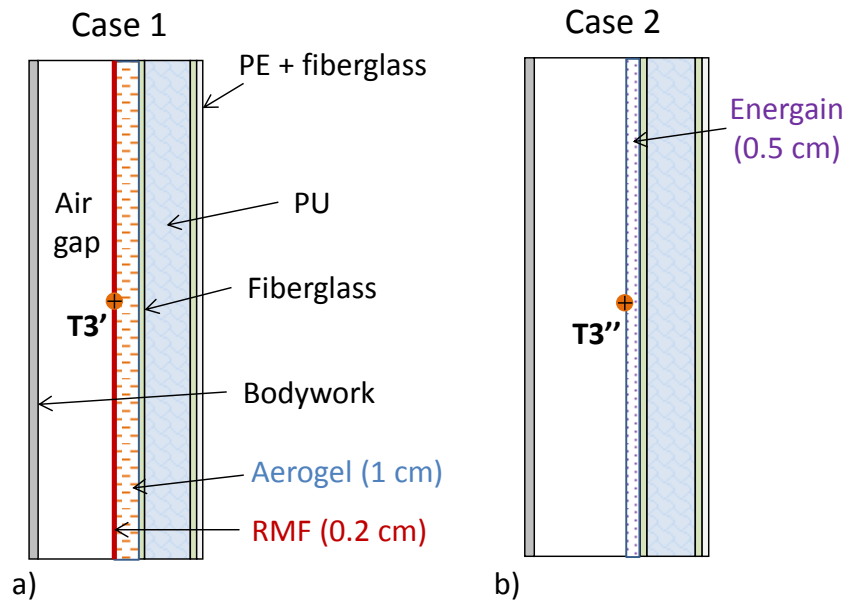 Case 1
Case 2
PE + fiberglass
Energain
(0.5 cm)
Air
gap
PU
Fiberglass
T3'
T3''
Bodywork
Aerogel (1 cm)
RMF (0.2 cm)
a)
b)